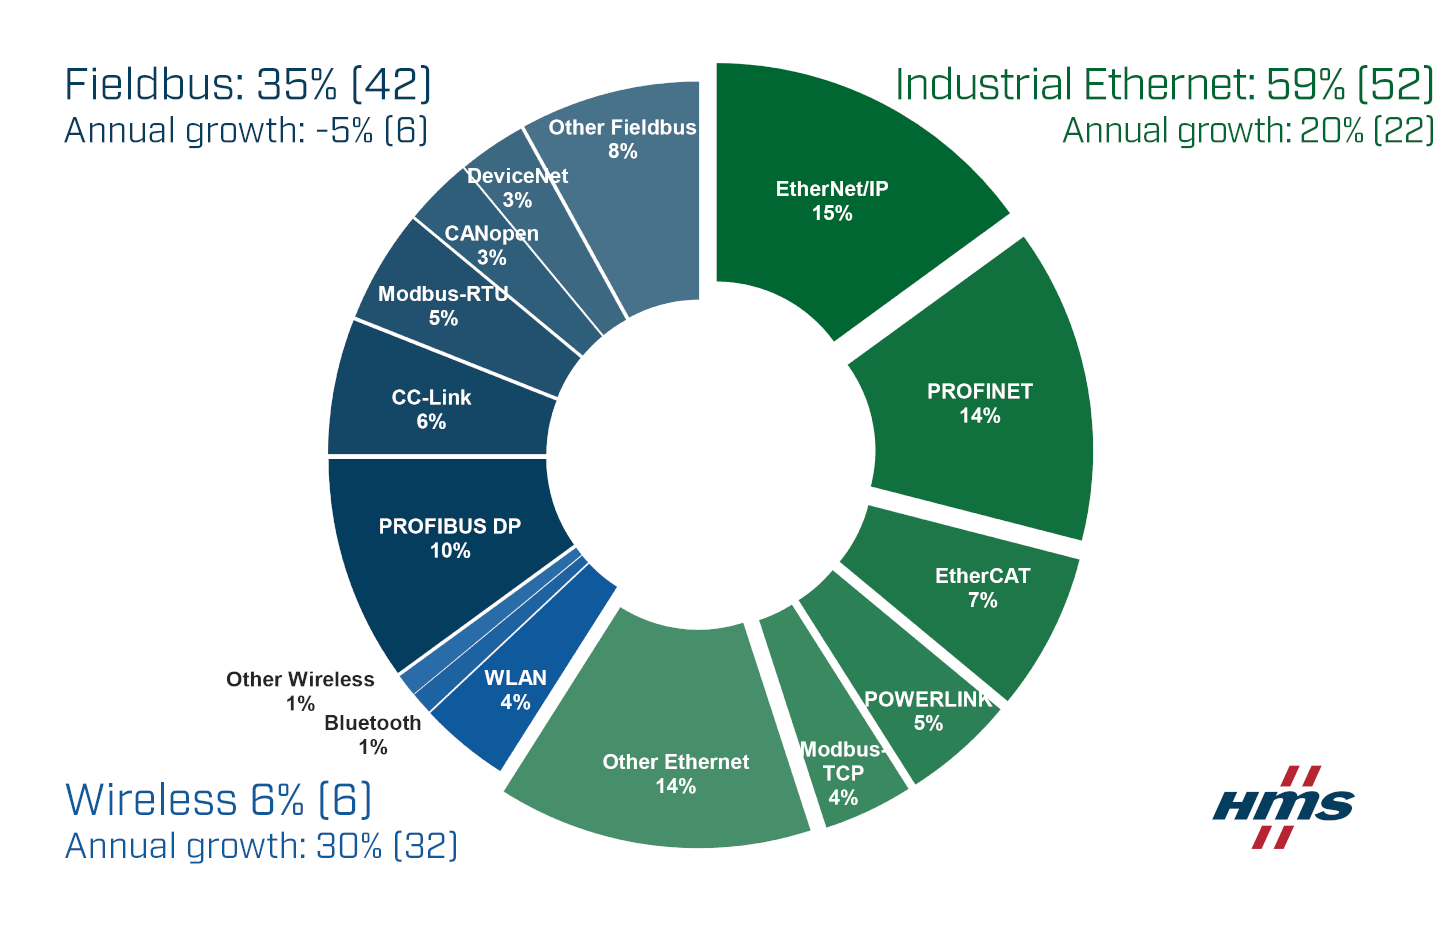 Fieldbus: 35% (42)
Annual growth: -5% (6)
Industrial Ethernet: 59% (52)
Annual growth: 20% (22)
EtherNet/IP
15%
PROFINET
14%
EtherCAT
7%
POWERLINK
5%
Modbus-
TCP
4%
Other Ethernet
14%
WLAN
4%
Bluetooth
1%
Other Wireless
1%
PROFIBUS DP
10%
CC-Link
6%
Modbus-RTU
5%
CANopen
3%
DeviceNet
3%
Other Fieldbus
8%
Wireless 6% (6)
Annual growth: 30% (32)
HMS